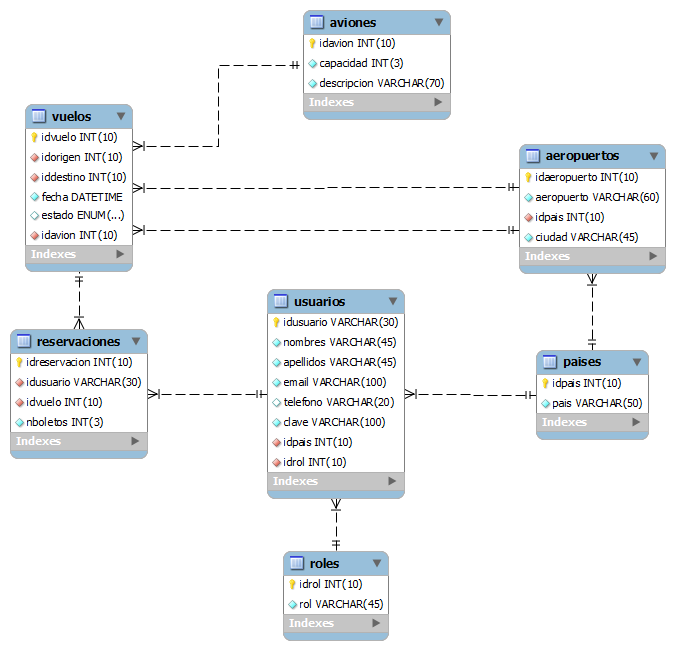 aviones
idavion INT(10)
capacidad INT(3)
descripcion VARCHAR(70)
Indexes
vuelos
idvuelo INT(10)
idorigen INT(10)
iddestino INT(10)
fecha DATETIME
estado ENUM(...)
idavion INT(10)
Indexes
aeropuertos
idaeropuerto INT(10)
aeropuerto VARCHAR(60)
idpais INT(10)
ciudad VARCHAR(45)
Indexes
usuarios
idusuario VARCHAR(30)
nombres VARCHAR(45)
apellidos VARCHAR(45)
email VARCHAR(100)
telefono VARCHAR(20)
clave VARCHAR(100)
idpais INT(10)
idrol INT(10)
Indexes
reservaciones
idreservacion INT(10)
idusuario VARCHAR(30)
idvuelo INT(10)
nboletos INT(3)
Indexes
paises
idpais INT(10)
pais VARCHAR(50)
Indexes
roles
idrol INT(10)
rol VARCHAR(45)
Indexes